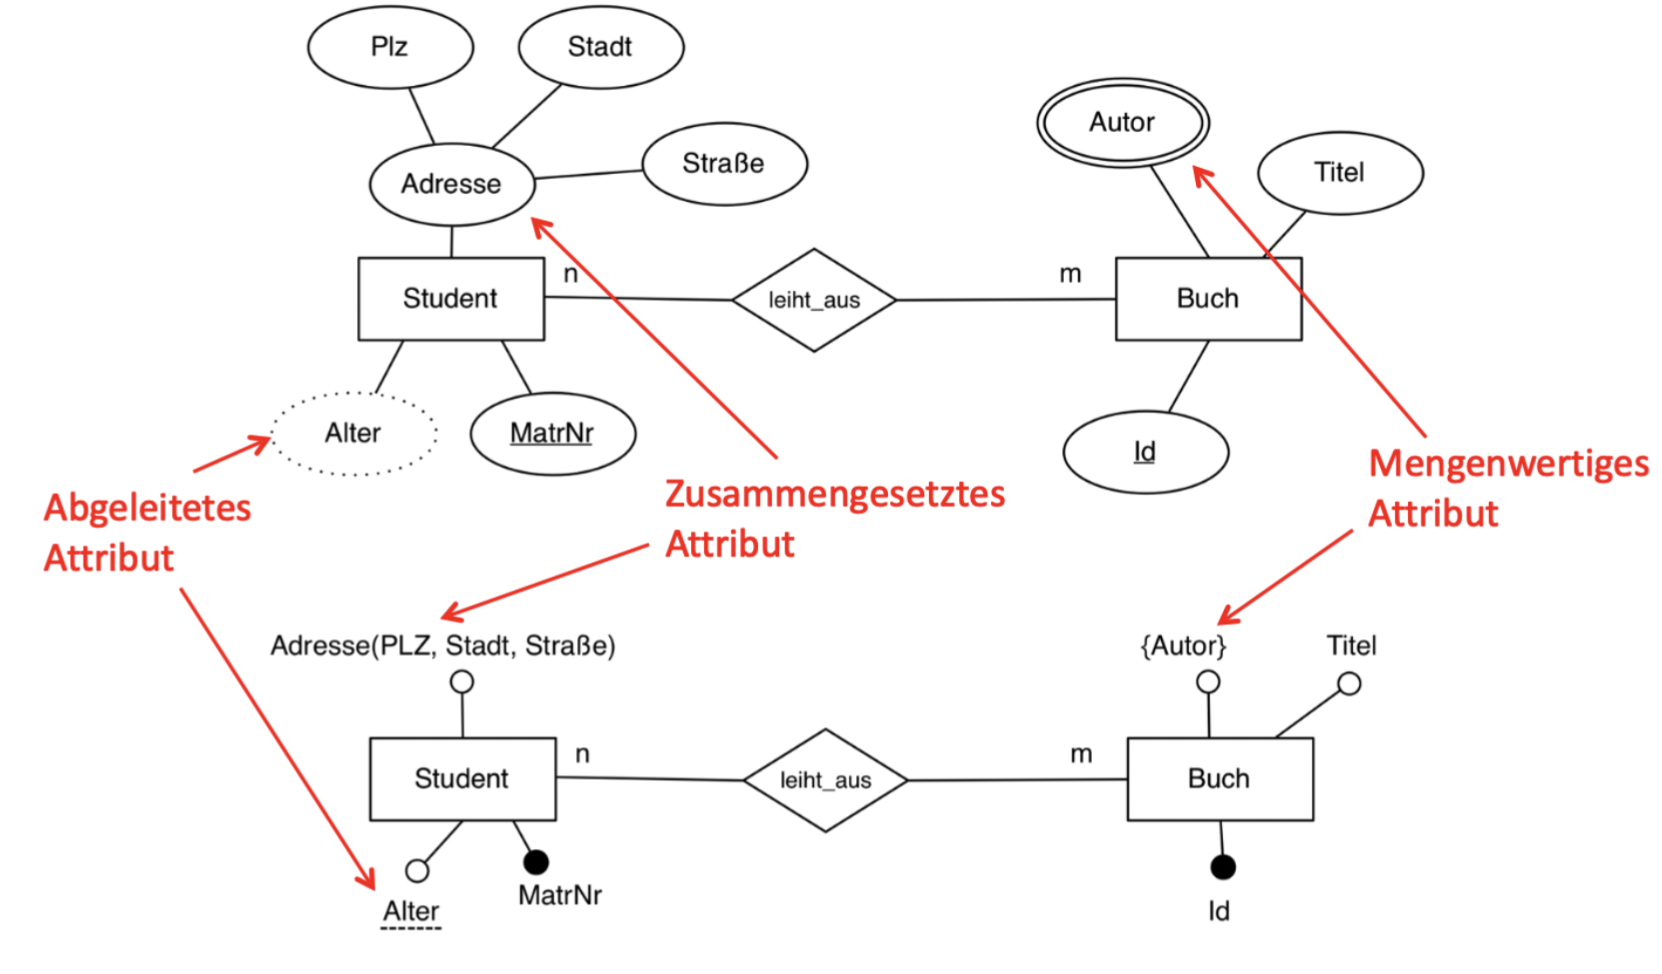 Plz
Stadt
Autor
Straße
Titel
Adresse
n
m
Student
leiht_aus
Buch
Alter
MatrNr
Id
Abgeleitetes
Attribut
Zusammengesetztes
Attribut
Mengenwertiges
Attribut
Adresse(PLZ, Stadt, Straße)
{Autor}
Titel
n
m
Student
leiht_aus
Buch
Alter
MatrNr
Id